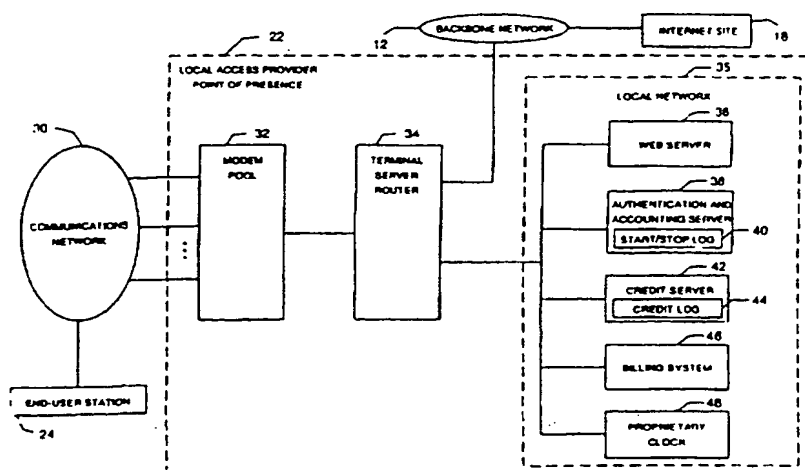 BACKBONE NETWORK
12
INTERNET SITE
18
22
LOCAL ACCESS PROVIDER
POINT OF PRESENCE
35
LOCAL NETWORK
30
COMMUNICATIONS
NETWORK
32
MODEM
POOL
34
TERMINAL
SERVER
ROUTER
36
WEB SERVER
38
AUTHENTICATION AND
ACCOUNTING SERVER
START/STOP LOG
40
42
CREDIT SERVER
CREDIT LOG
44
46
BILLING SYSTEM
48
PROPRIETARY
CLOCK
END-USER STATION
24